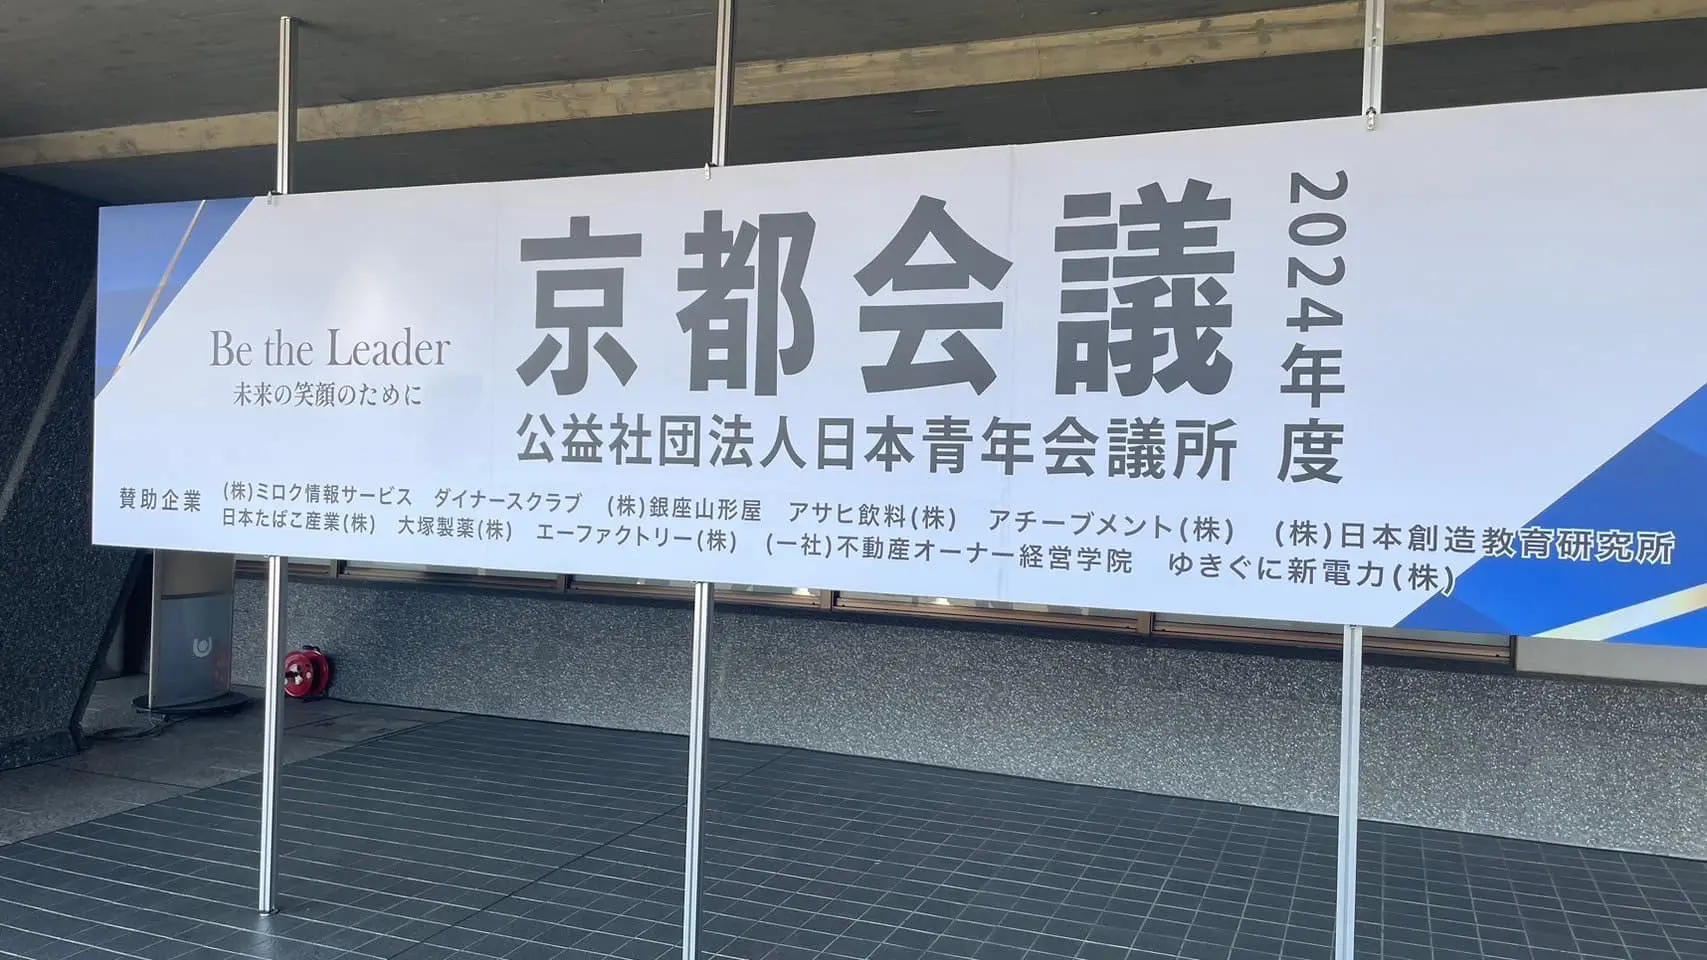 Be the Leader
未来の笑顔のために
京都会議
2024年度
公益社団法人日本青年会議所
賛助企業
(株)ミロク情報サービス ダイナースクラブ (株)銀座山形屋 アサヒ飲料(株) アチーブメント(株) (株)日本創造教育研究所
日本たばこ産業(株) 大塚製薬(株) エーファクトリー(株) (一社)不動産オーナー経営学院 ゆきぐに新電力(株)